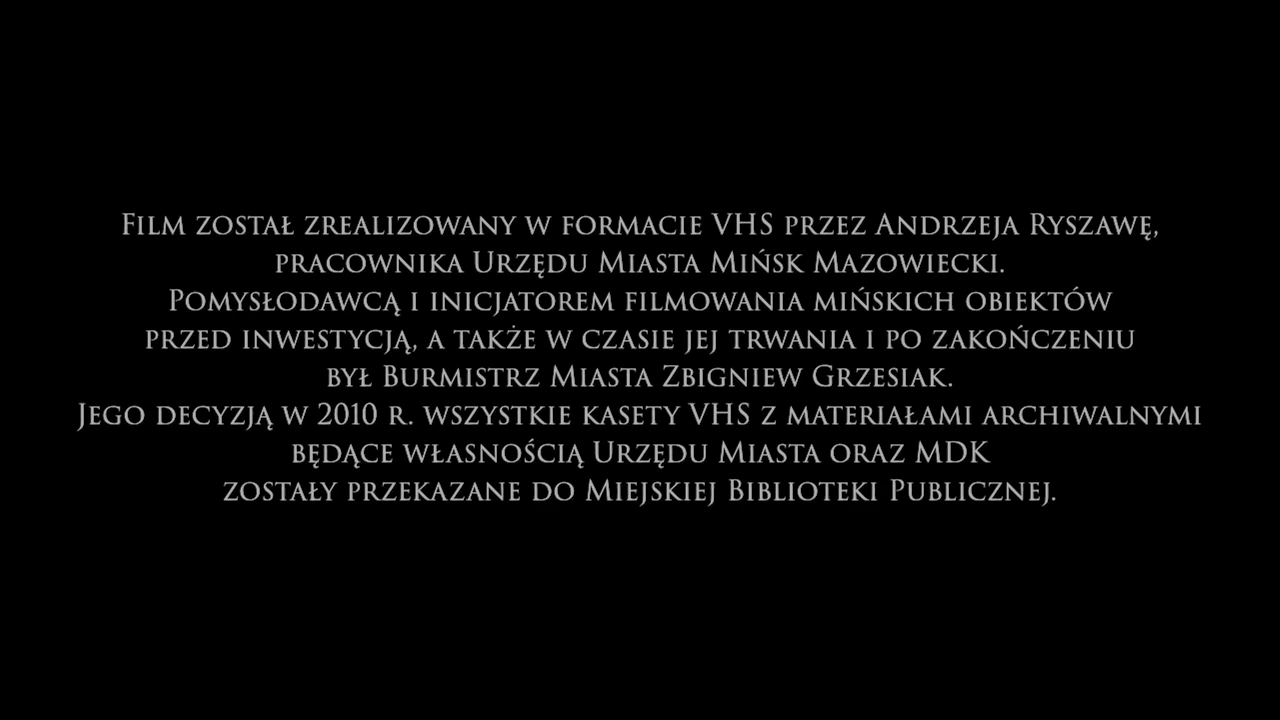 Film został zrealizowany w formacie VHS przez Andrzeja Ryszawę,
pracownika Urzędu Miasta Mińsk Mazowiecki.
Pomysłodawcą i inicjatorem filmowania mińskich obiektów
przed inwestycją, a także w czasie jej trwania i po zakończeniu
był Burmistrz Miasta Zbigniew Grzesiak.
Jego decyzją w 2010 r. wszystkie kasety VHS z materiałami archiwalnymi
będące własnością Urzędu Miasta oraz MDK
zostały przekazane do Miejskiej Biblioteki Publicznej.